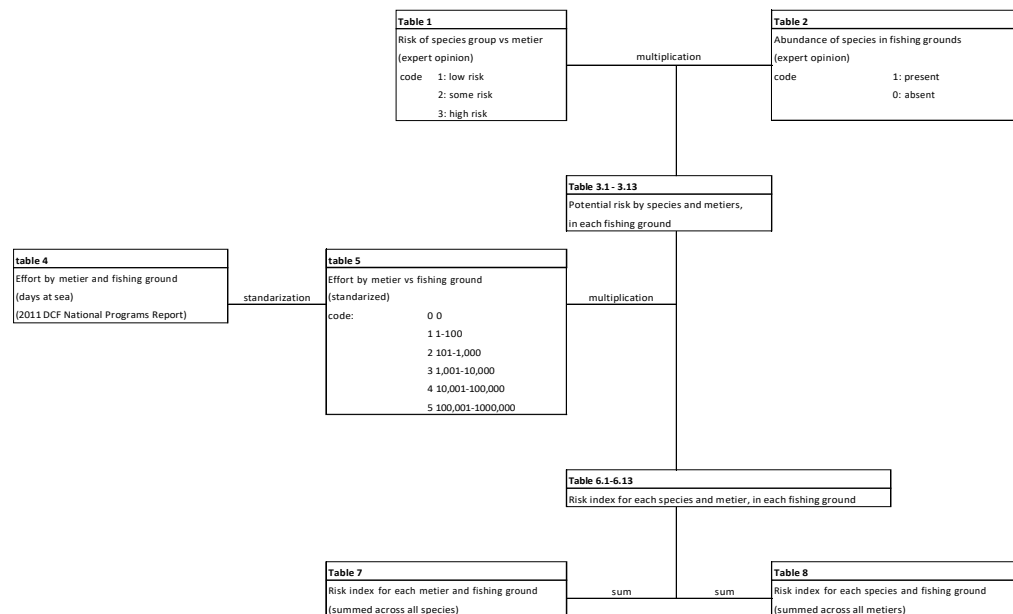 Table 1
Risk of species group vs metier
(expert opinion)
code 1: low risk
2: some risk
3: high risk
multiplication
Table 2
Abundance of species in fishing grounds
(expert opinion)
code 1: present
0: absent
Table 3.1 - 3.13
Potential risk by species and metiers,
in each fishing ground
table 4
Effort by metier and fishing ground
(days at sea)
(2011 DCF National Programs Report)
standarization
table 5
Effort by metier vs fishing ground
(standarized)
code: 0 0
1 1-100
2 101-1,000
3 1,001-10,000
4 10,001-100,000
5 100,001-1000,000
multiplication
Table 6.1-6.13
Risk index for each species and metier, in each fishing ground
Table 7
Risk index for each metier and fishing ground
(summed across all species)
sum
sum
Table 8
Risk index for each species and fishing ground
(summed across all metiers)